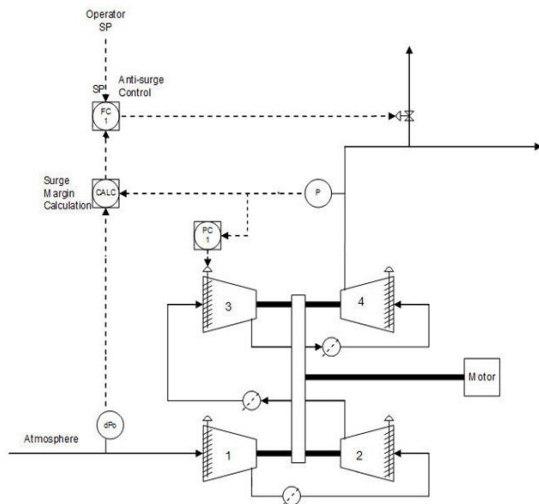 Operator
SP
SP
Anti-surge
Control
FC
1
Surge
Margin
Calculation
CALC
P
PC
1
3
4
Motor
dPo
Atmosphere
1
2